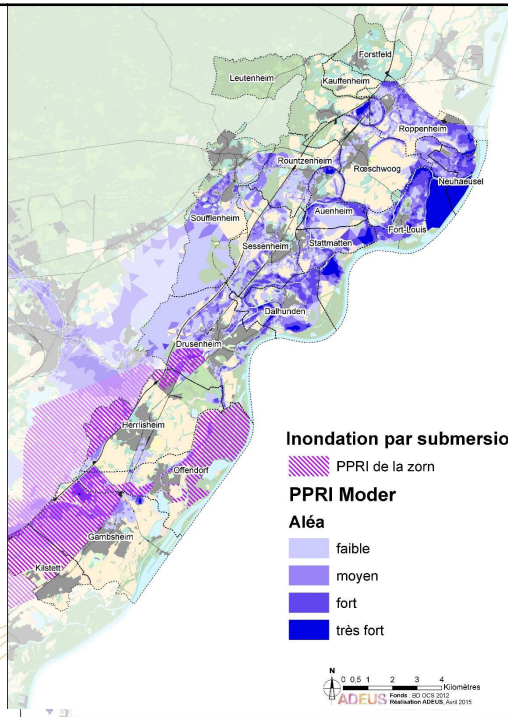 Forstfeld
Leutenheim
Kauffenheim
Roppenheim
Rountzenheim
Rœschwoog
Neuhaeusel
Soufflenheim
Auenheim
Fort-Louis
Sessenheim
Stattmatten
Dalhunden
Drusenheim
Herrlisheim
Offendorf
Gambsheim
Kilstett
Inondation par submersio
PPRI de la zorn
PPRI Moder
Aléa
faible
moyen
fort
très fort
N
0 0,5 1 2 3 4
Kilomètres
ADEUS
Fonds : BD OCS 2012
Réalisation ADEUS, Avril 2015